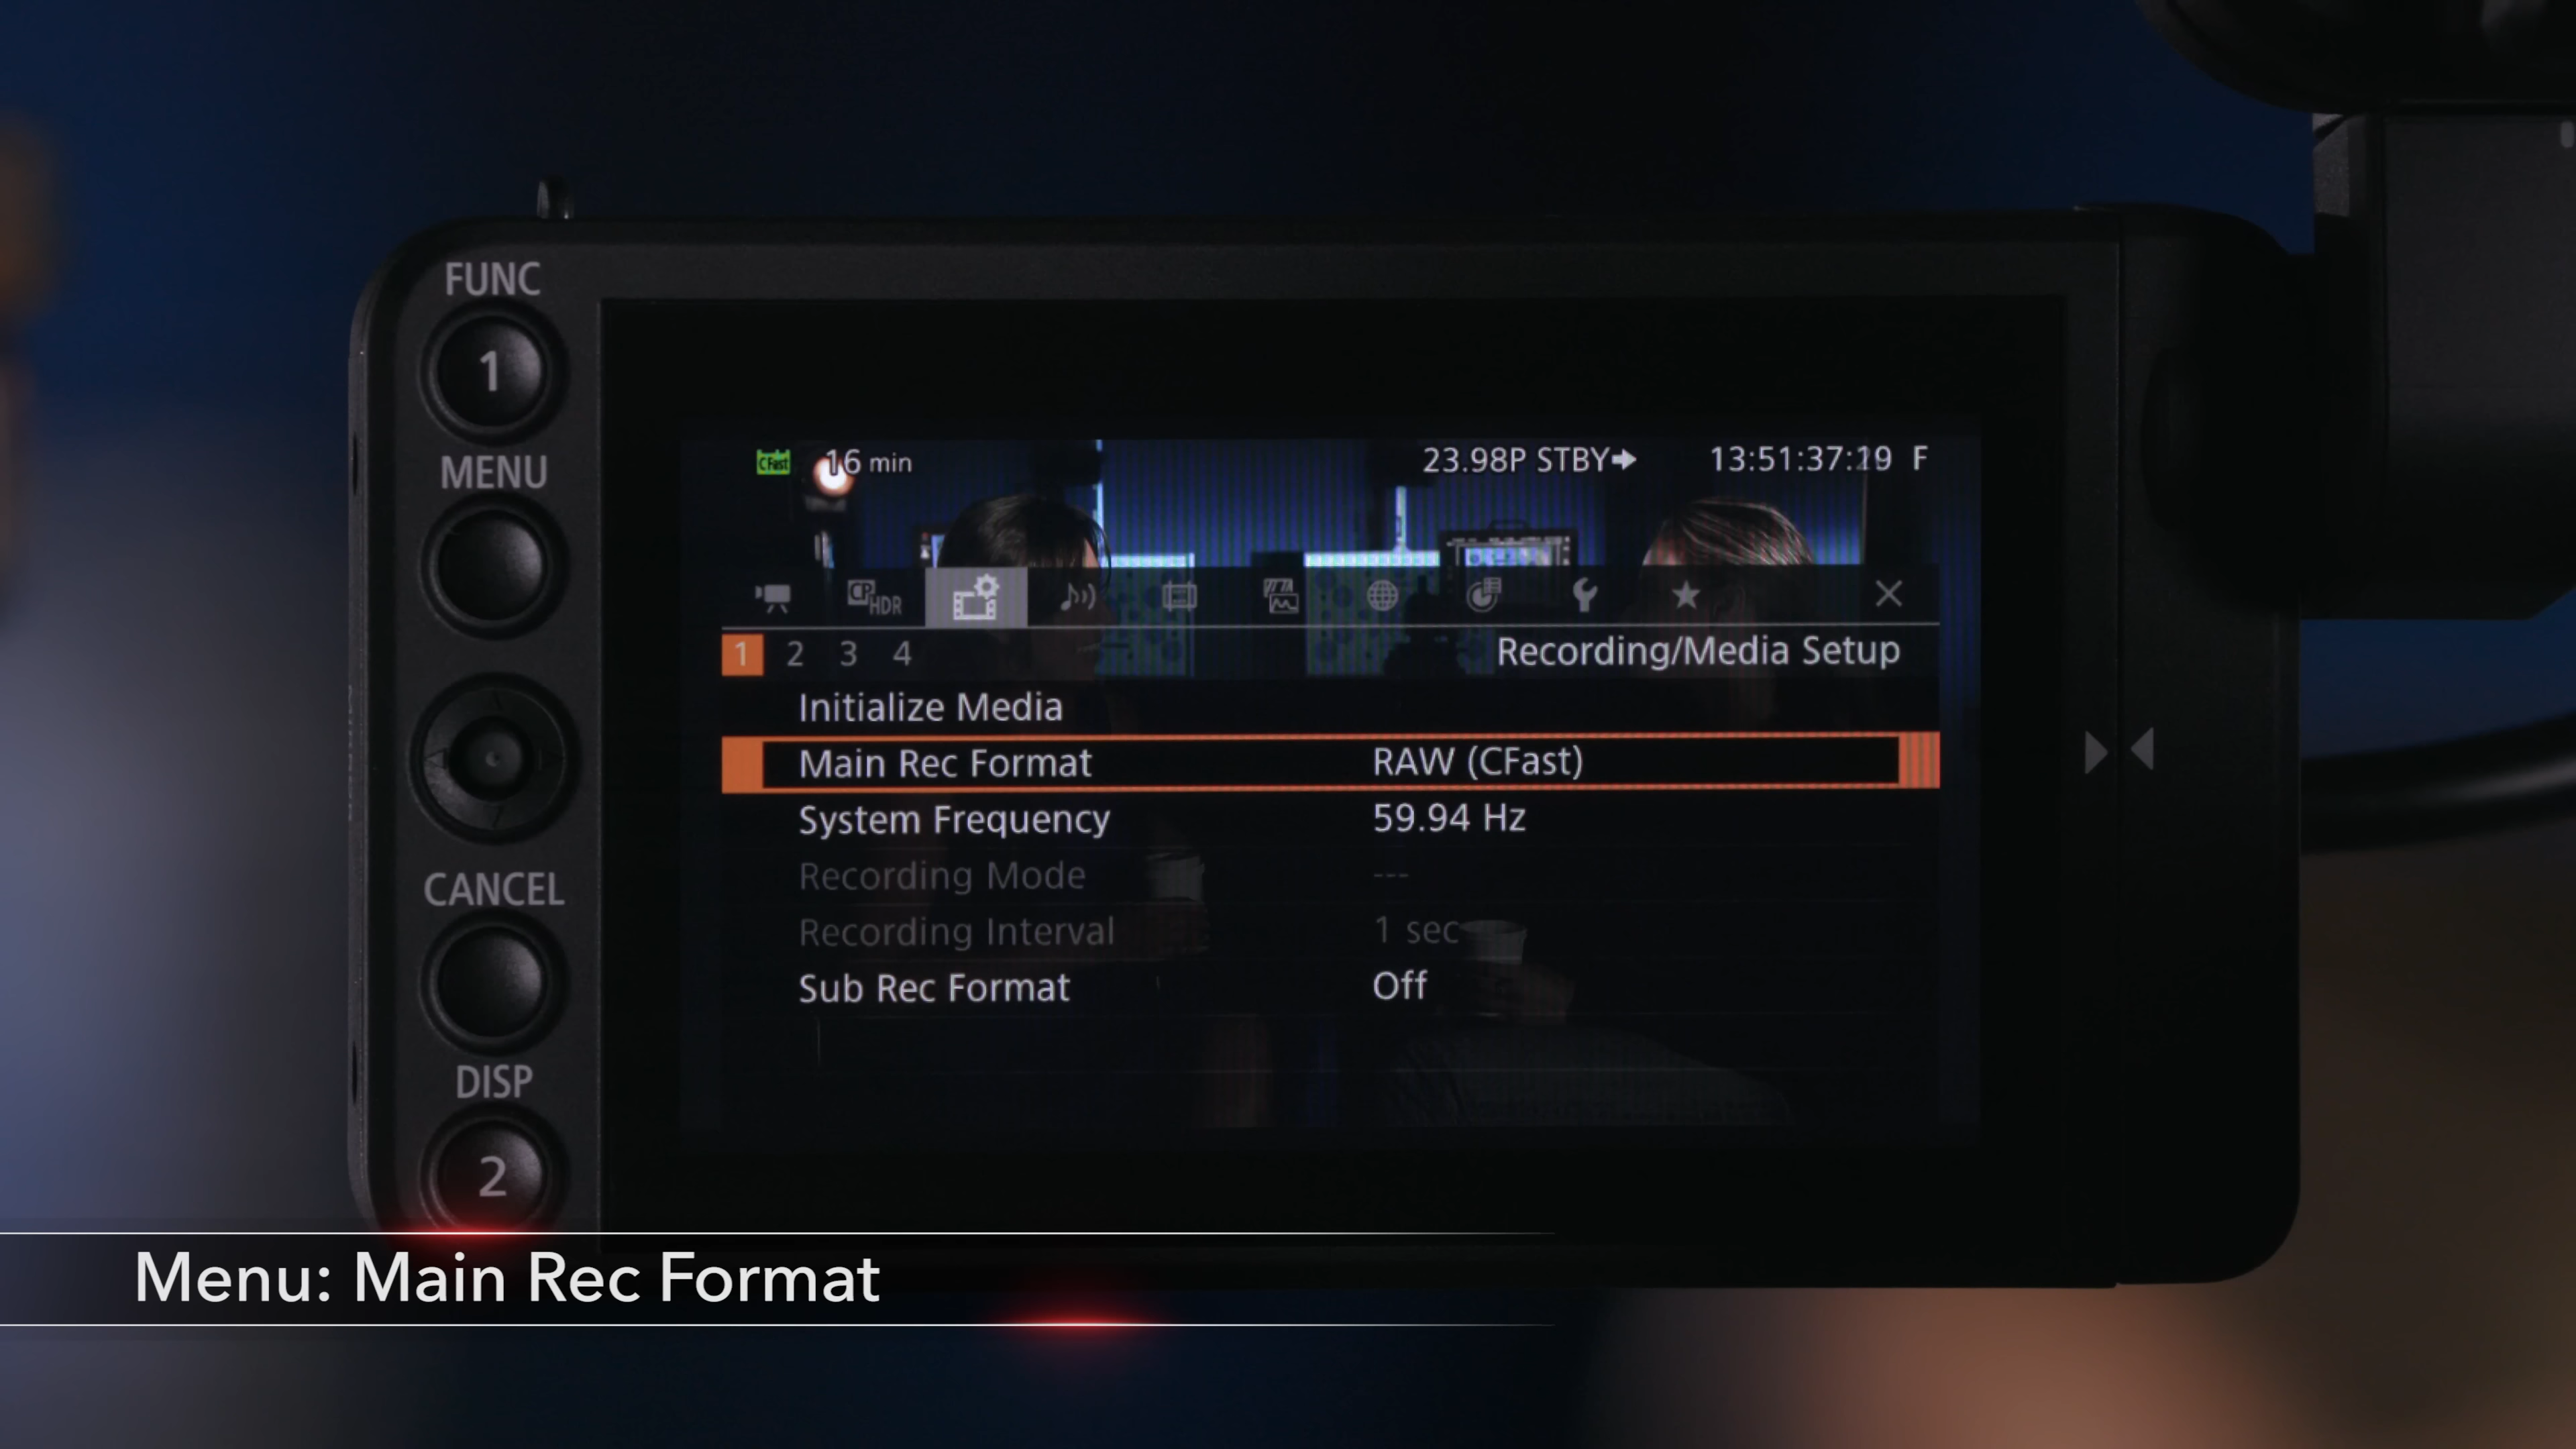 FUNC
1
MENU
CANCEL
DISP
2
CFast 16 min 23.98P STBY 13:51:37: F
CP HDR
1 2 3 4 Recording/Media Setup
Initialize Media
Main Rec Format RAW (CFast)
System Frequency 59.94 Hz
Recording Mode ---
Recording Interval 1 sec
Sub Rec Format Off
Menu: Main Rec Format